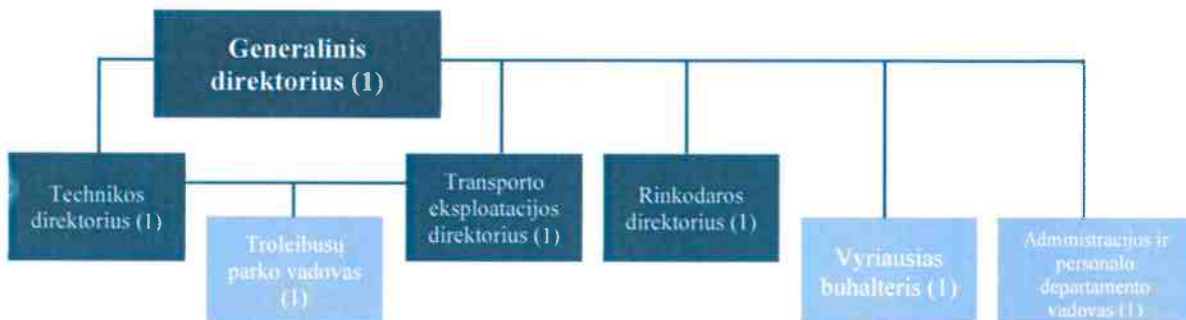 Generalinis
direktorius (1)
Technikos
direktorius (1)
Transporto
eksploatacijos
direktorius (1)
Rinkodaros
direktorius (1)
Troleibusų
parko vadovas
(1)
Vyriausias
buhalteris (1)
Administracijos ir
personalo
departamento
vadovas (1)